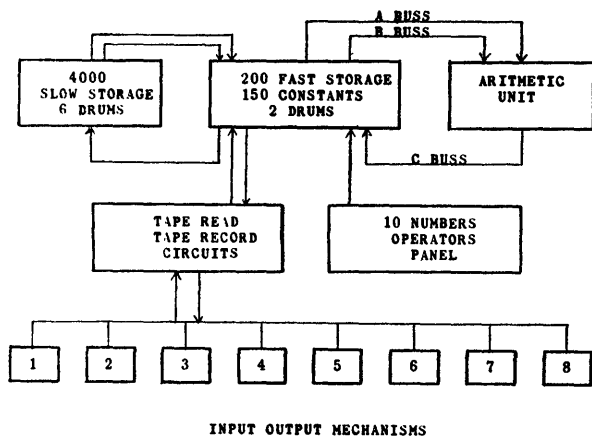 A BUSS
B BUSS
4000
SLOW STORAGE
6 DRUMS
200 FAST STORAGE
150 CONSTANTS
2 DRUMS
ARITMETIC
UNIT
C BUSS
TAPE READ
TAPE RECORD
CIRCUITS
10 NUMBERS
OPERATORS
PANEL
1 2 3 4 5 6 7 8
INPUT OUTPUT MECHANISMS